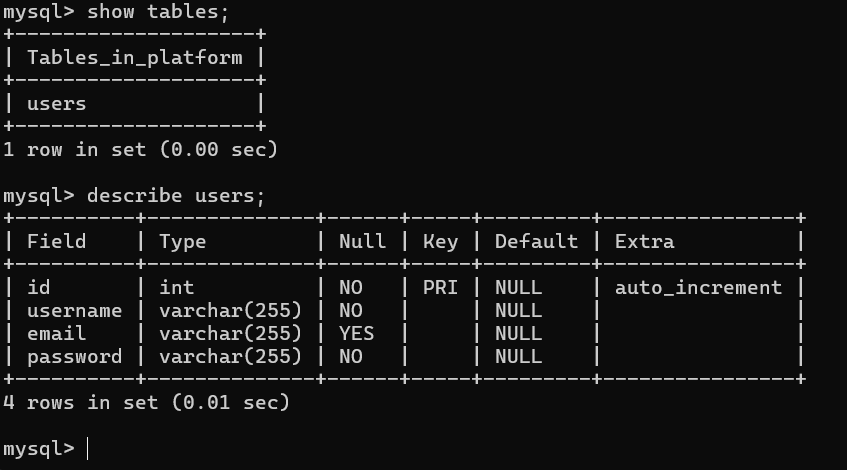 mysql> show tables;
+--------------------+
| Tables_in_platform |
+--------------------+
| users              |
+--------------------+
1 row in set (0.00 sec)

mysql> describe users;
+----------+--------------+------+-----+---------+----------------+
| Field    | Type         | Null | Key | Default | Extra          |
+----------+--------------+------+-----+---------+----------------+
| id       | int          | NO   | PRI | NULL    | auto_increment |
| username | varchar(255) | NO   |     | NULL    |                |
| email    | varchar(255) | YES  |     | NULL    |                |
| password | varchar(255) | NO   |     | NULL    |                |
+----------+--------------+------+-----+---------+----------------+
4 rows in set (0.01 sec)

mysql>